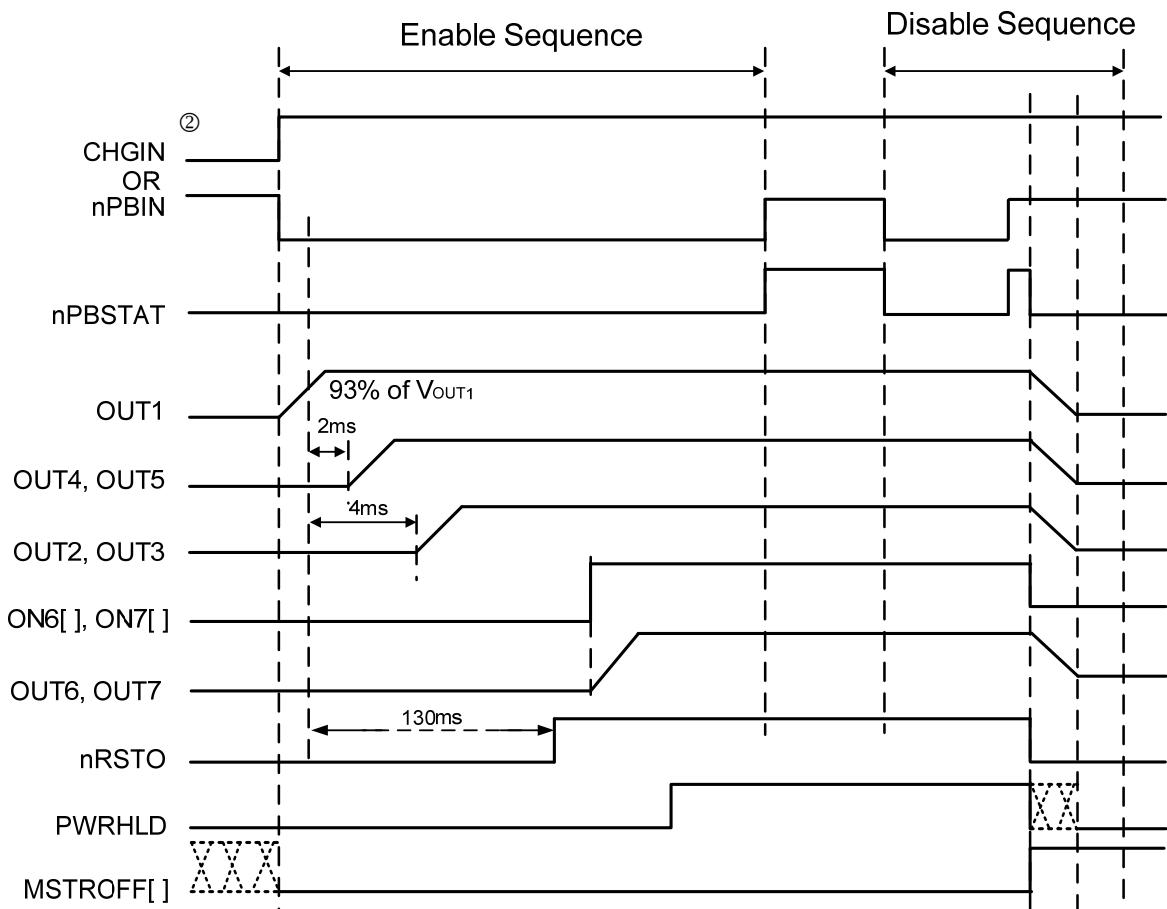 Enable Sequence
Disable Sequence
②
CHGIN
OR
nPBIN
nPBSTAT
93% of VOUT1
OUT1
2ms
OUT4, OUT5
4ms
OUT2, OUT3
ON6[ ], ON7[ ]
OUT6, OUT7
130ms
nRSTO
PWRHLD
MSTROFF[ ]